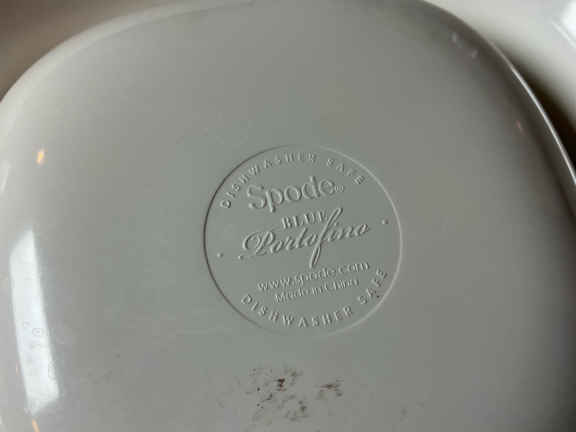 DISHWASHER SAFE
Spode®
BLUE
Portofino
www.spode.com
Made in China
DISHWASHER SAFE